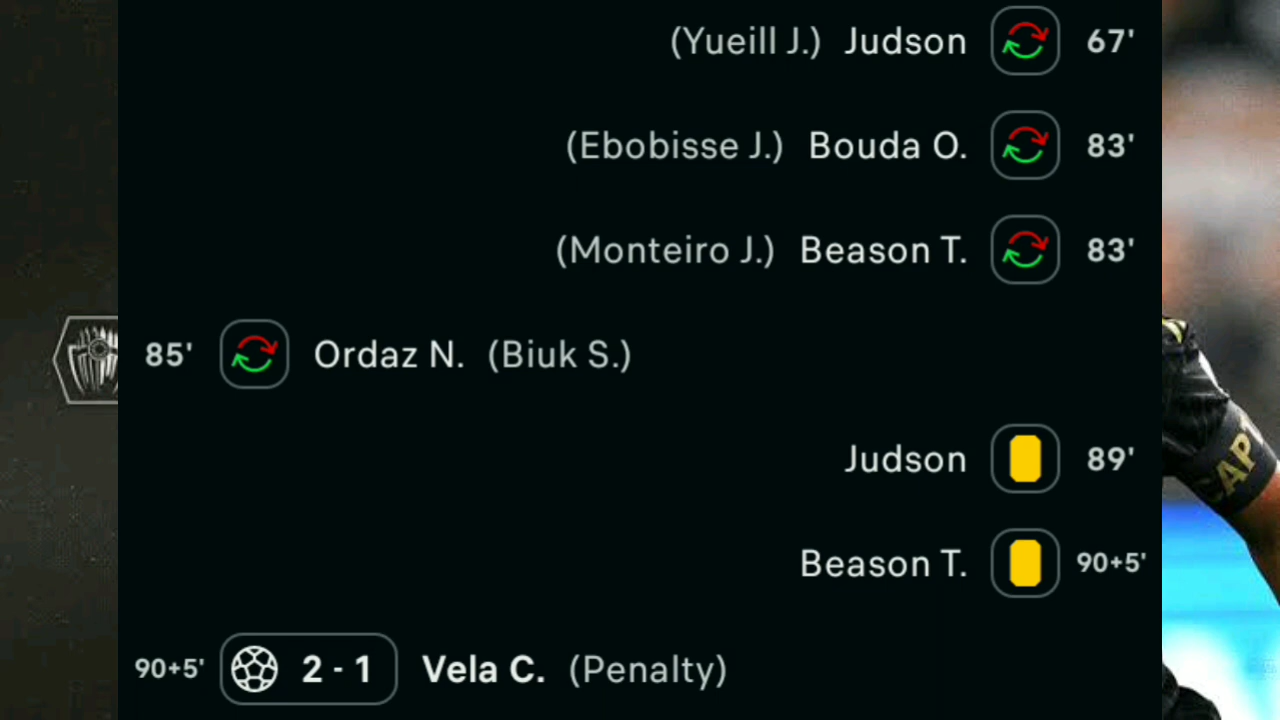 (Yueill J.) Judson 67'
(Ebobisse J.) Bouda O. 83'
(Monteiro J.) Beason T. 83'
85' Ordaz N. (Biuk S.)
Judson 89'
Beason T. 90+5'
90+5' 2 - 1 Vela C. (Penalty)
CAPT